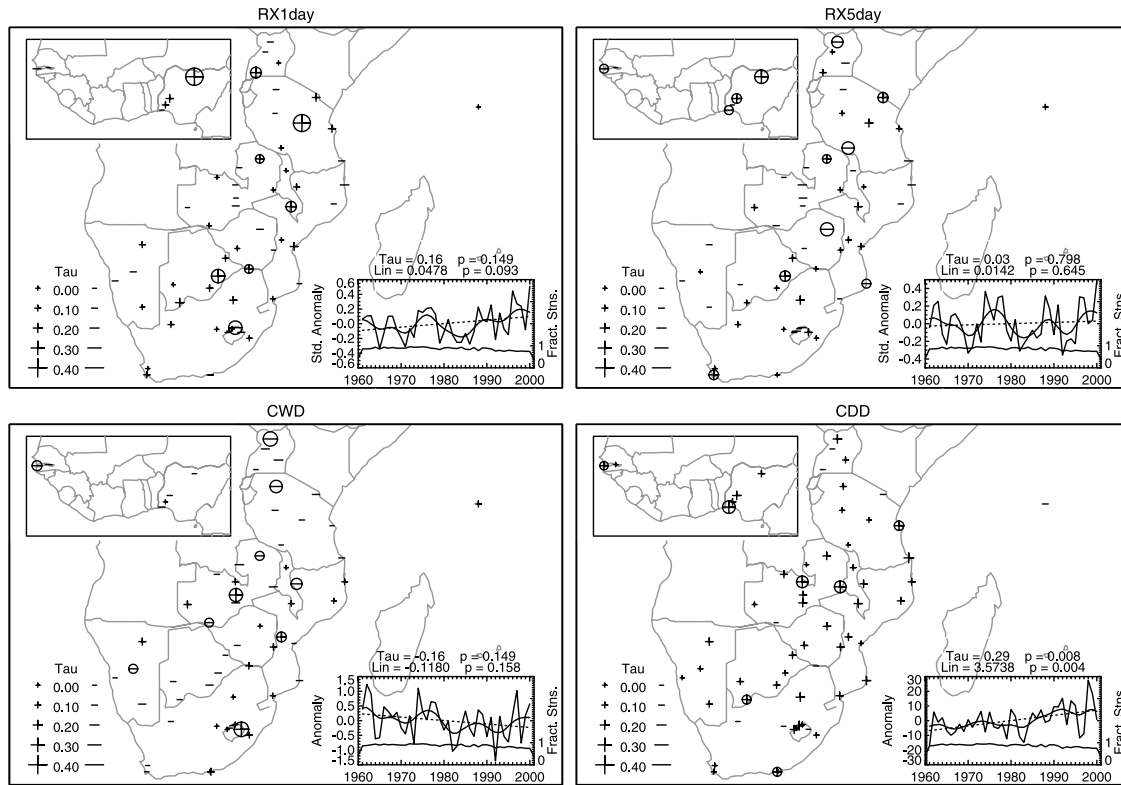 RX1day
Tau = 0.16 p = 0.149
Lin = 0.0478 p = 0.093
Tau
0.00
0.10
0.20
0.30
0.40
Std. Anomaly
0.6
0.4
0.2
-0.0
-0.2
-0.4
-0.6
1
0
Fract. Stns.
1960 1970 1980 1990 2000
RX5day
Tau = 0.03 p = 0.798
Lin = 0.0142 p = 0.645
Tau
0.00
0.10
0.20
0.30
0.40
Std. Anomaly
0.4
0.2
0.0
-0.2
-0.4
1
0
Fract. Stns.
1960 1970 1980 1990 2000
CWD
Tau = -0.16 p = 0.149
Lin = -0.1180 p = 0.158
Tau
0.00
0.10
0.20
0.30
0.40
Anomaly
1.5
1.0
0.5
0.0
-0.5
-1.0
-1.5
1
0
Fract. Stns.
1960 1970 1980 1990 2000
CDD
Tau = 0.29 p = 0.008
Lin = 3.5738 p = 0.004
Tau
0.00
0.10
0.20
0.30
0.40
Anomaly
30
20
10
0
-10
-20
-30
1
0
Fract. Stns.
1960 1970 1980 1990 2000